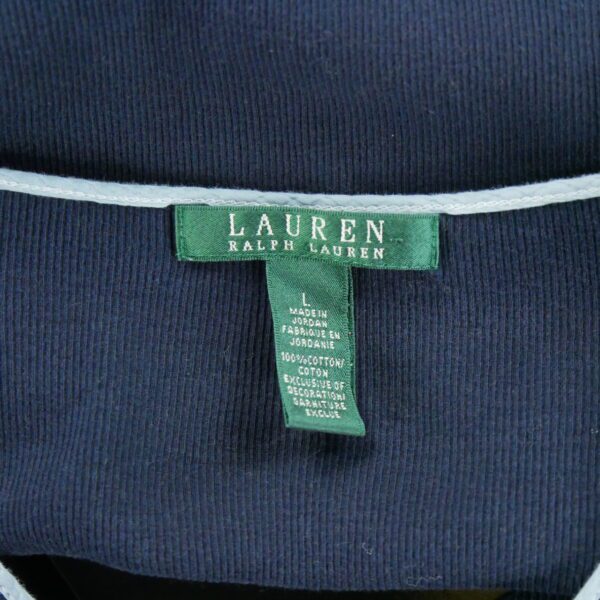 LAUREN
RALPH LAUREN
L
MADE IN
JORDAN
FABRIQUE EN
JORDANIE
100% COTTON/
COTON
EXCLUSIVE OF
DECORATION/
GARNITURE
EXCLUE